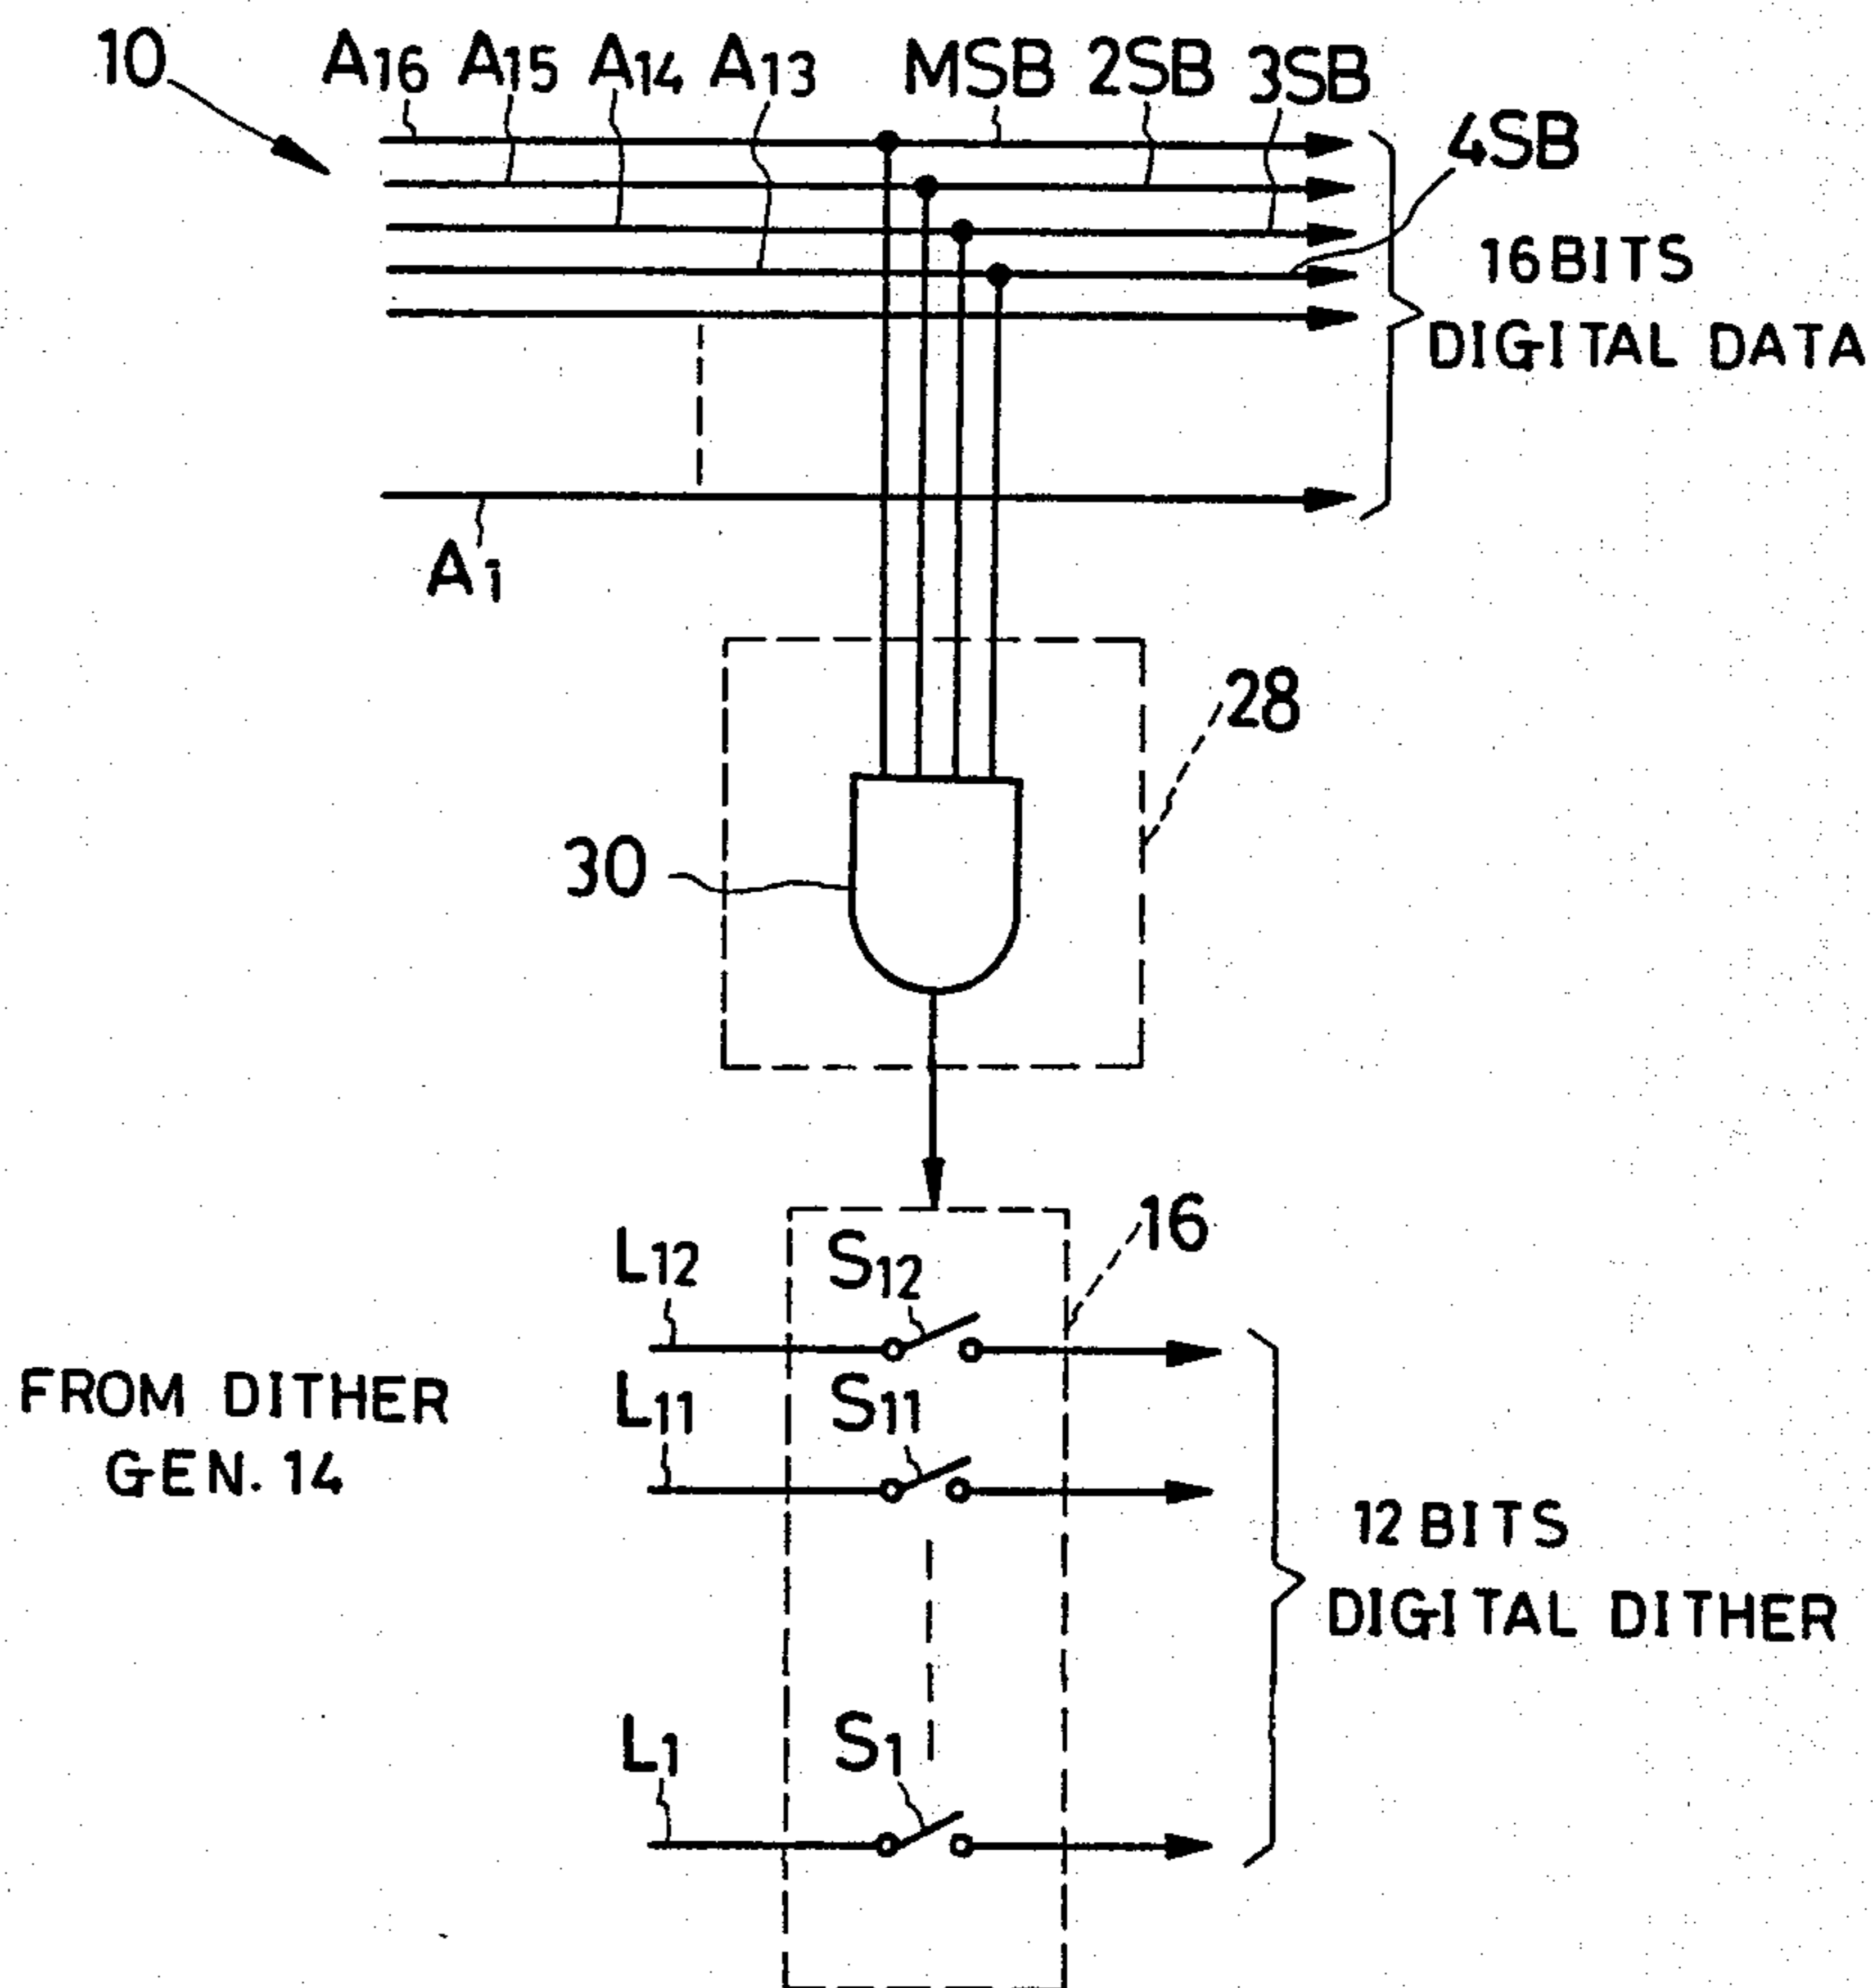 10
A16 A15 A14 A13 MSB 2SB 3SB
4SB
16 BITS
DIGITAL DATA
A1
28
30
16
L12 S12
FROM DITHER
GEN. 14
L11 S11
12 BITS
DIGITAL DITHER
L1 S1